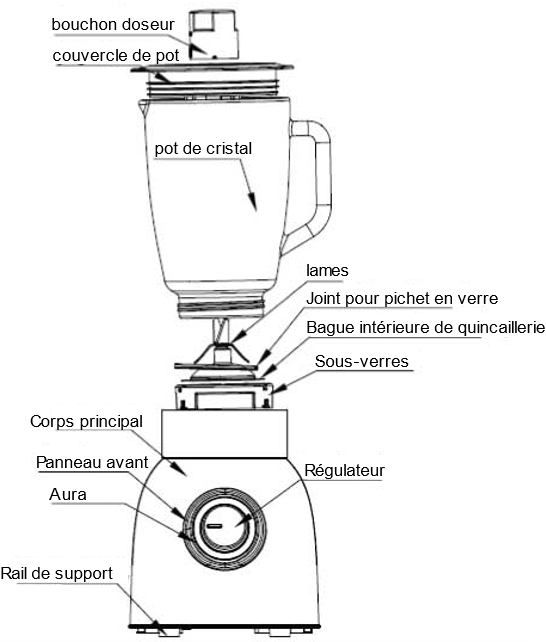 bouchon doseur
couvercle de pot
pot de cristal
lames
Joint pour pichet en verre
Bague intérieure de quincaillerie
Sous-verres
Corps principal
Panneau avant
Régulateur
Aura
Rail de support